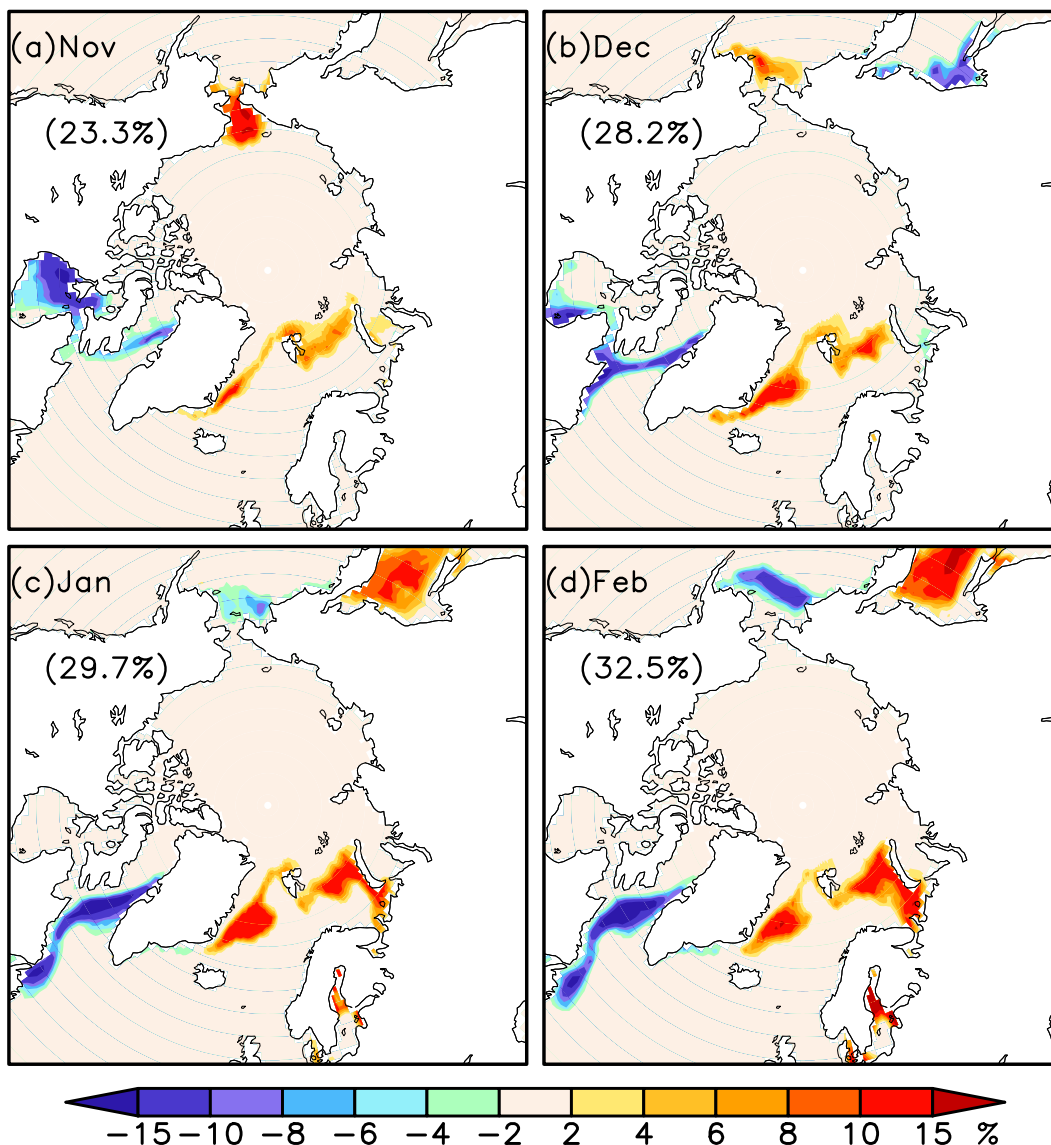 (a)Nov
(23.3%)
(b)Dec
(28.2%)
(c)Jan
(29.7%)
(d)Feb
(32.5%)
−15 −10 −8 −6 −4 −2 2 4 6 8 10 15 %